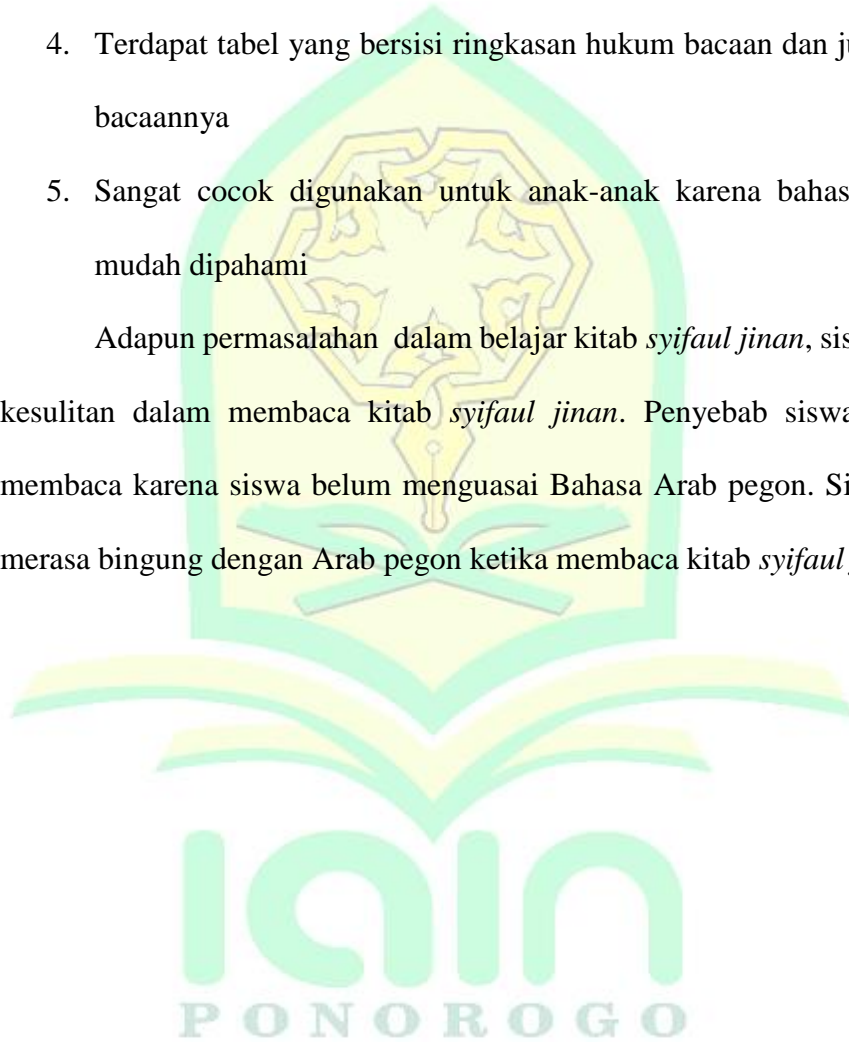 4. Terdapat tabel yang bersisi ringkasan hukum bacaan dan
bacaannya
5. Sangat cocok digunakan untuk anak-anak karena
mudah dipahami
Adapun permasalahan dalam belajar kitab syifaul jinan,
kesulitan dalam membaca kitab syifaul jinan. Penyebab siswa
membaca karena siswa belum menguasai Bahasa Arab pegon.
merasa bingung dengan Arab pegon ketika membaca kitab syifaul
iain
PONOROGO